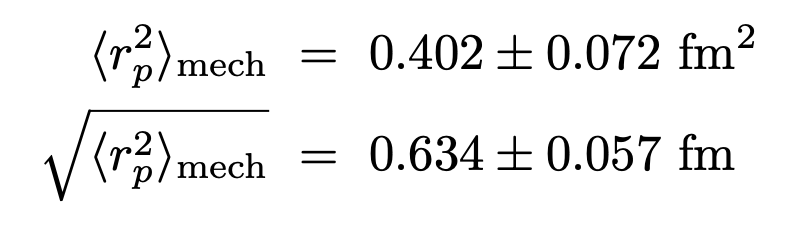 ⟨r_p^2⟩_mech = 0.402 ± 0.072 fm^2
√⟨r_p^2⟩_mech = 0.634 ± 0.057 fm